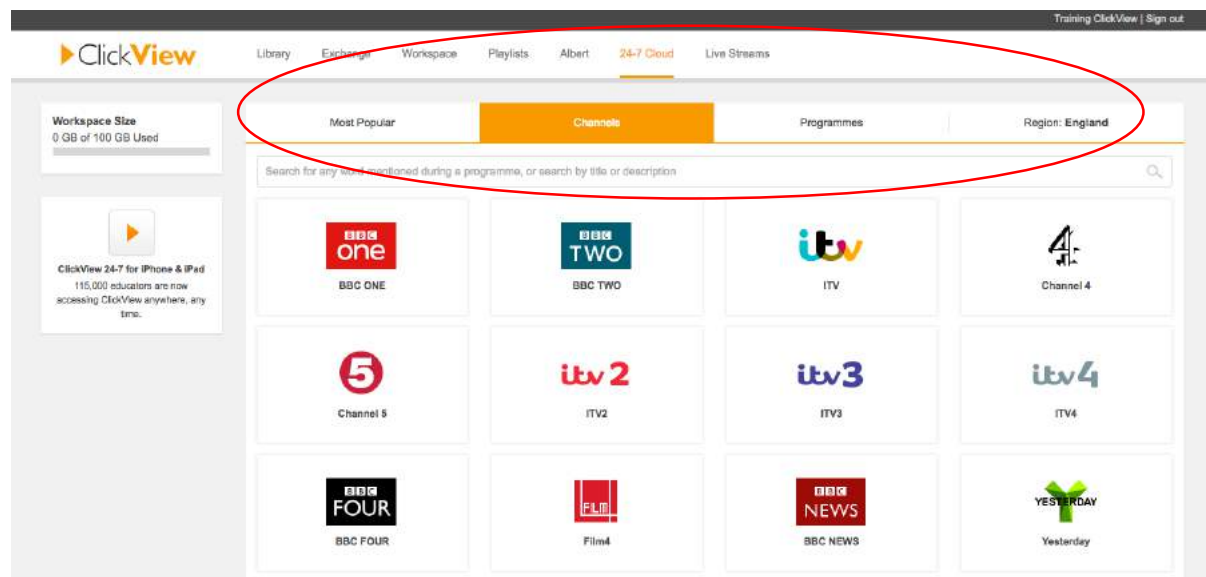 Training ClickView | Sign out
ClickView
Library Exchange Workspace Playlists Albert 24-7 Cloud Live Streams
Workspace Size
0 GB of 100 GB Used
Most Popular Channels Programmes Region: England
Search for any word mentioned during a programme, or search by title or description
ClickView 24-7 for iPhone & iPad
115,000 educators are now
accessing ClickView anywhere, any
time.
BBC one BBC TWO itv 4
BBC ONE BBC TWO ITV Channel 4
5 itv 2 itv3 itv4
Channel 5 ITV2 ITV3 ITV4
BBC FOUR FILM BBC NEWS YESTERDAY
BBC FOUR Film4 BBC NEWS Yesterday